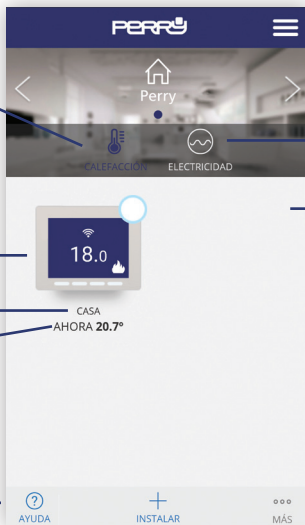 PERRY
Perry
CALEFACCIÓN ELECTRICIDAD
18.0
CASA
AHORA 20.7°
AYUDA INSTALAR MÁS